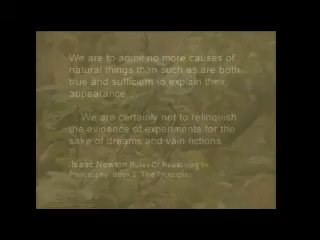 We are to admit no more causes of
natural things than such as are both
true and sufficient to explain their
appearance...
...We are certainly not to relinquish
the evidence of experiments for the
sake of dreams and vain fictions
Isaac Newton Rules Of Reasoning In
Philosophy Book 3 The Principia